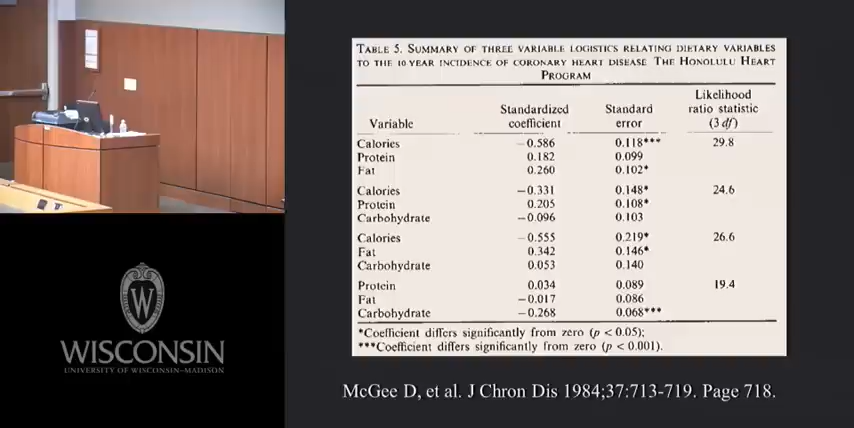 TABLE 5. SUMMARY OF THREE VARIABLE LOGISTICS RELATING DIETARY VARIABLES
TO THE 10 YEAR INCIDENCE OF CORONARY HEART DISEASE THE HONOLULU HEART
PROGRAM
Variable Standardized coefficient Standard error Likelihood ratio statistic (3 df)
Calories −0.586 0.118*** 29.8
Protein 0.182 0.099
Fat 0.260 0.102*
Calories −0.331 0.148* 24.6
Protein 0.205 0.108*
Carbohydrate −0.096 0.103
Calories −0.555 0.219* 26.6
Fat 0.342 0.146*
Carbohydrate 0.053 0.140
Protein 0.034 0.089 19.4
Fat −0.017 0.086
Carbohydrate −0.268 0.068***
*Coefficient differs significantly from zero (p < 0.05);
***Coefficient differs significantly from zero (p < 0.001).
McGee D, et al. J Chron Dis 1984;37:713-719. Page 718.
W
WISCONSIN
UNIVERSITY OF WISCONSIN–MADISON